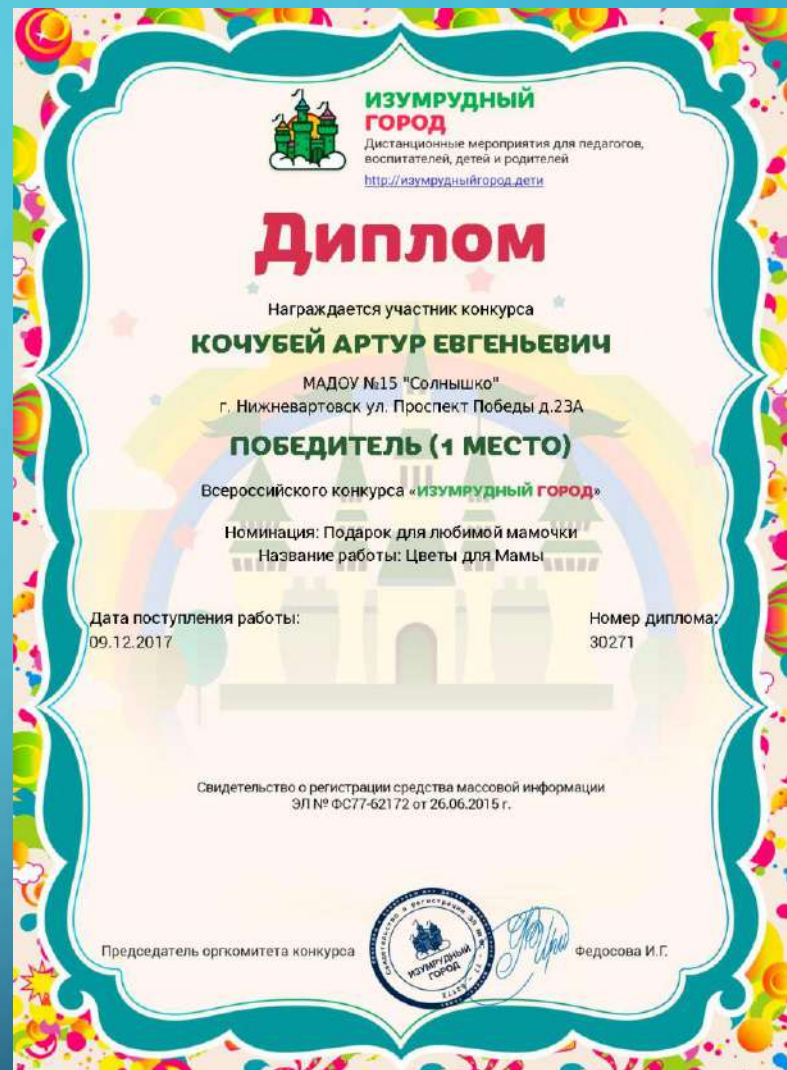 ИЗУМРУДНЫЙ
ГОРОД
Дистанционные мероприятия для педагогов,
воспитателей, детей и родителей
http://изумрудныйгород.дети
Диплом
Награждается участник конкурса
КОЧУБЕЙ АРТУР ЕВГЕНЬЕВИЧ
МАДОУ №15 "Солнышко"
г. Нижневартовск ул. Проспект Победы д.23А
ПОБЕДИТЕЛЬ (1 МЕСТО)
Всероссийского конкурса «ИЗУМРУДНЫЙ ГОРОД»
Номинация: Подарок для любимой мамочки
Название работы: Цветы для Мамы
Дата поступления работы:
09.12.2017
Номер диплома:
30271
Свидетельство о регистрации средства массовой информации
ЭЛ № ФС77-62172 от 26.06.2015 г.
Председатель оргкомитета конкурса
ИЗУМРУДНЫЙ
ГОРОД
Федосова И.Г.